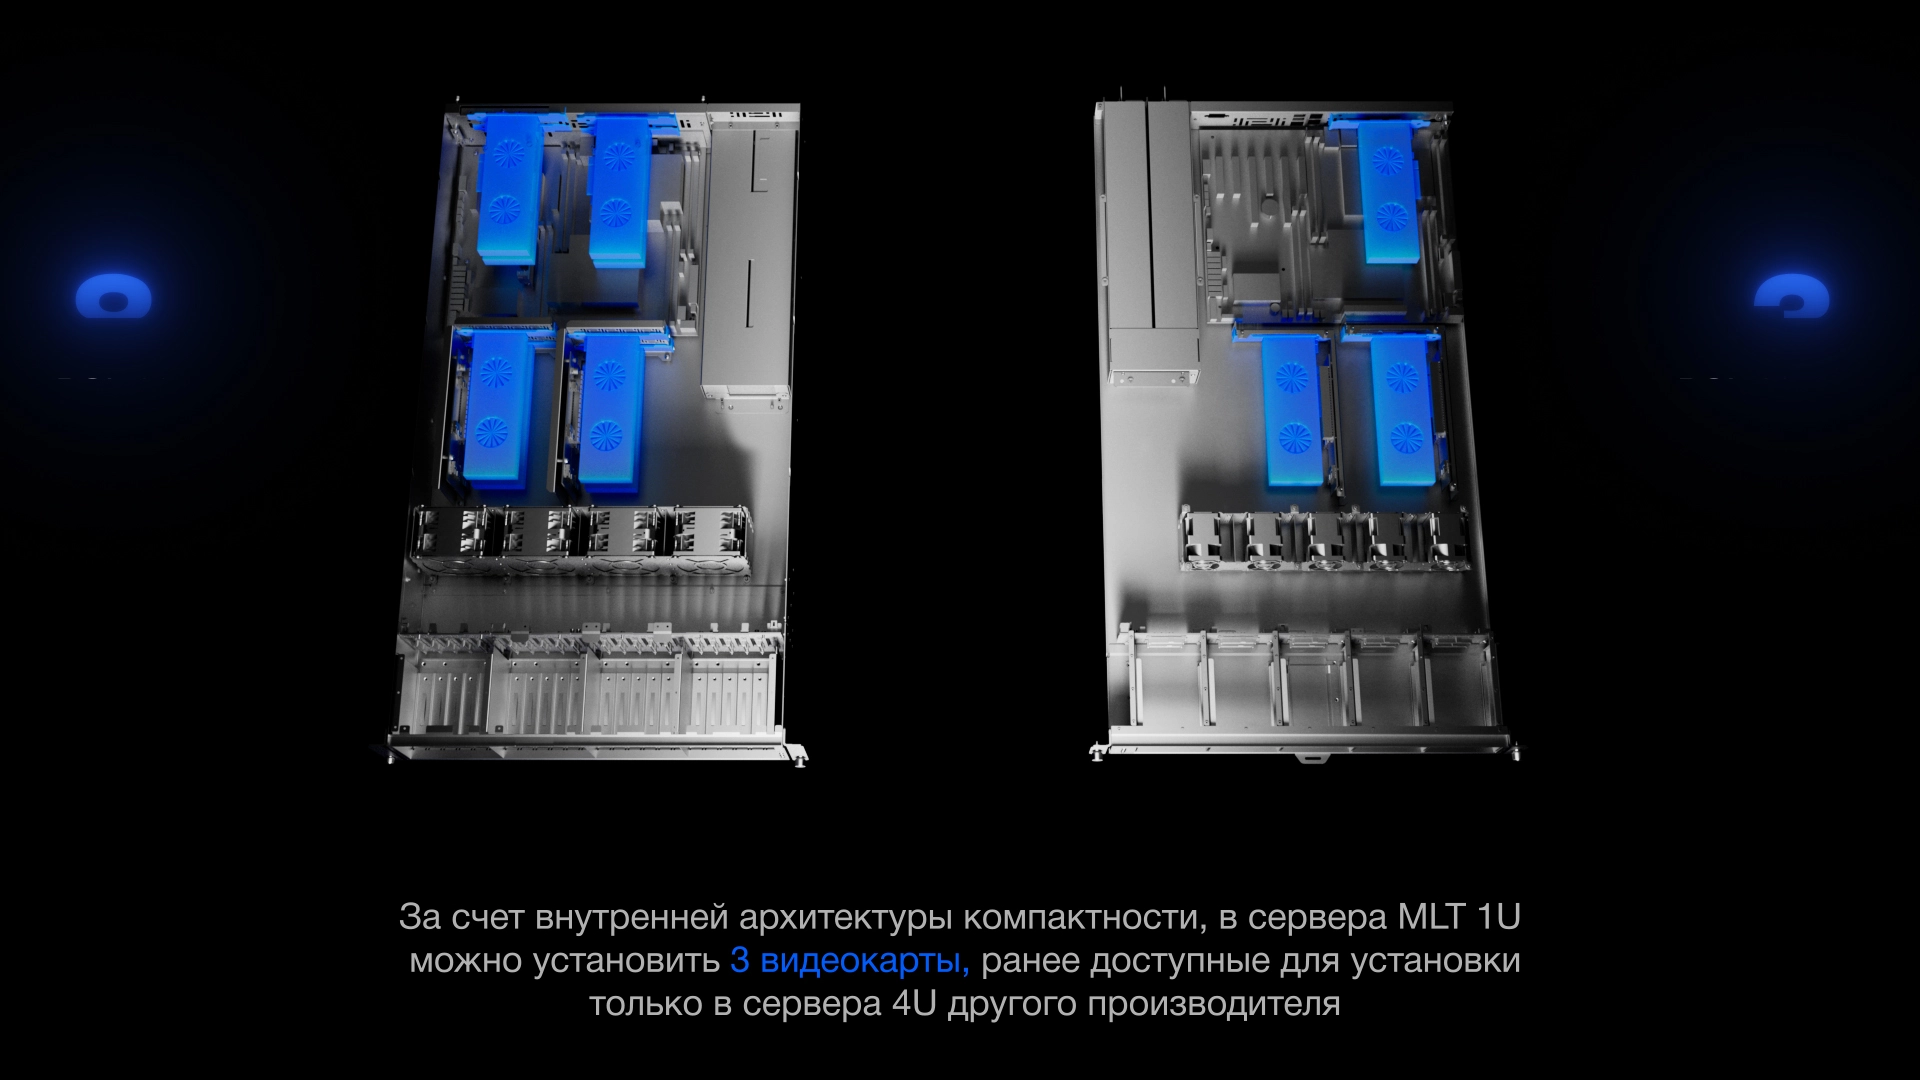 За счет внутренней архитектуры компактности, в сервера MLT 1U
можно установить 3 видеокарты, ранее доступные для установки
только в сервера 4U другого производителя